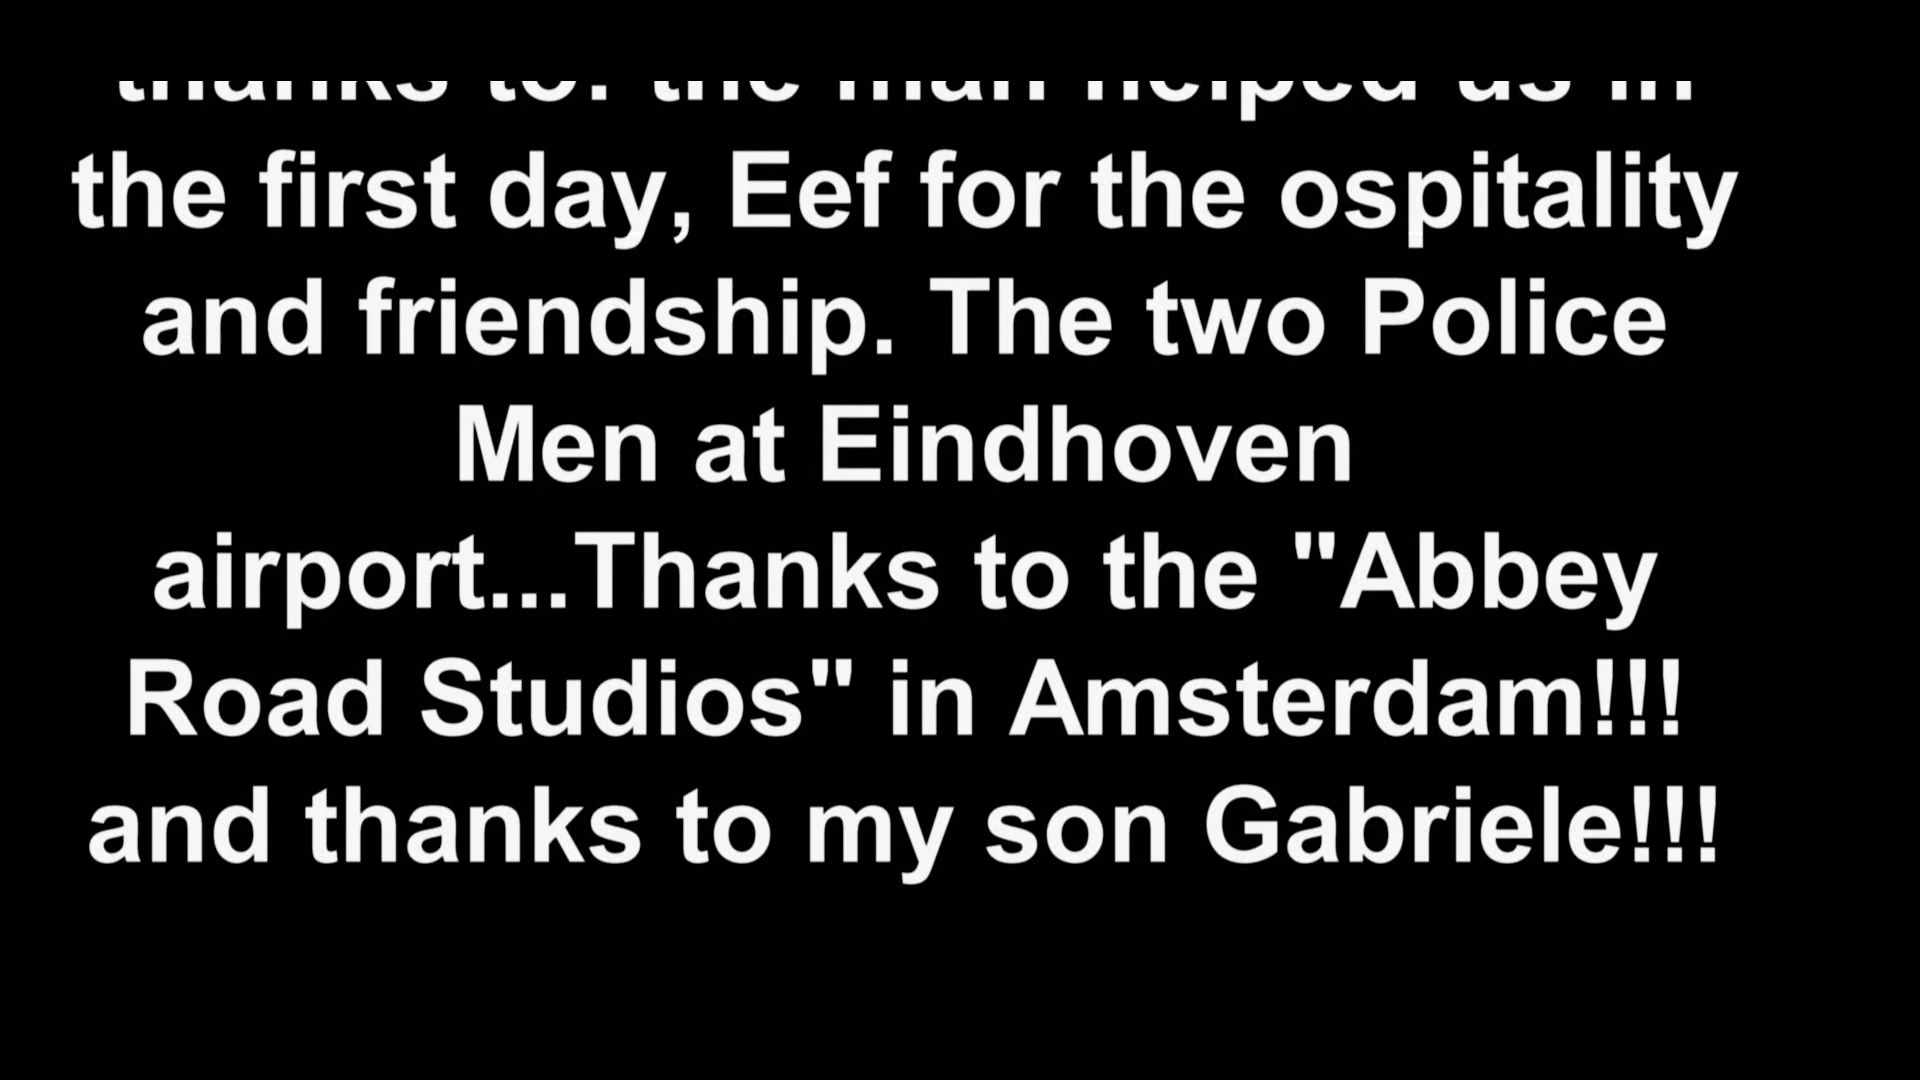 thanks to: the man helped us in
the first day, Eef for the ospitality
and friendship. The two Police
Men at Eindhoven
airport...Thanks to the "Abbey
Road Studios" in Amsterdam!!!
and thanks to my son Gabriele!!!